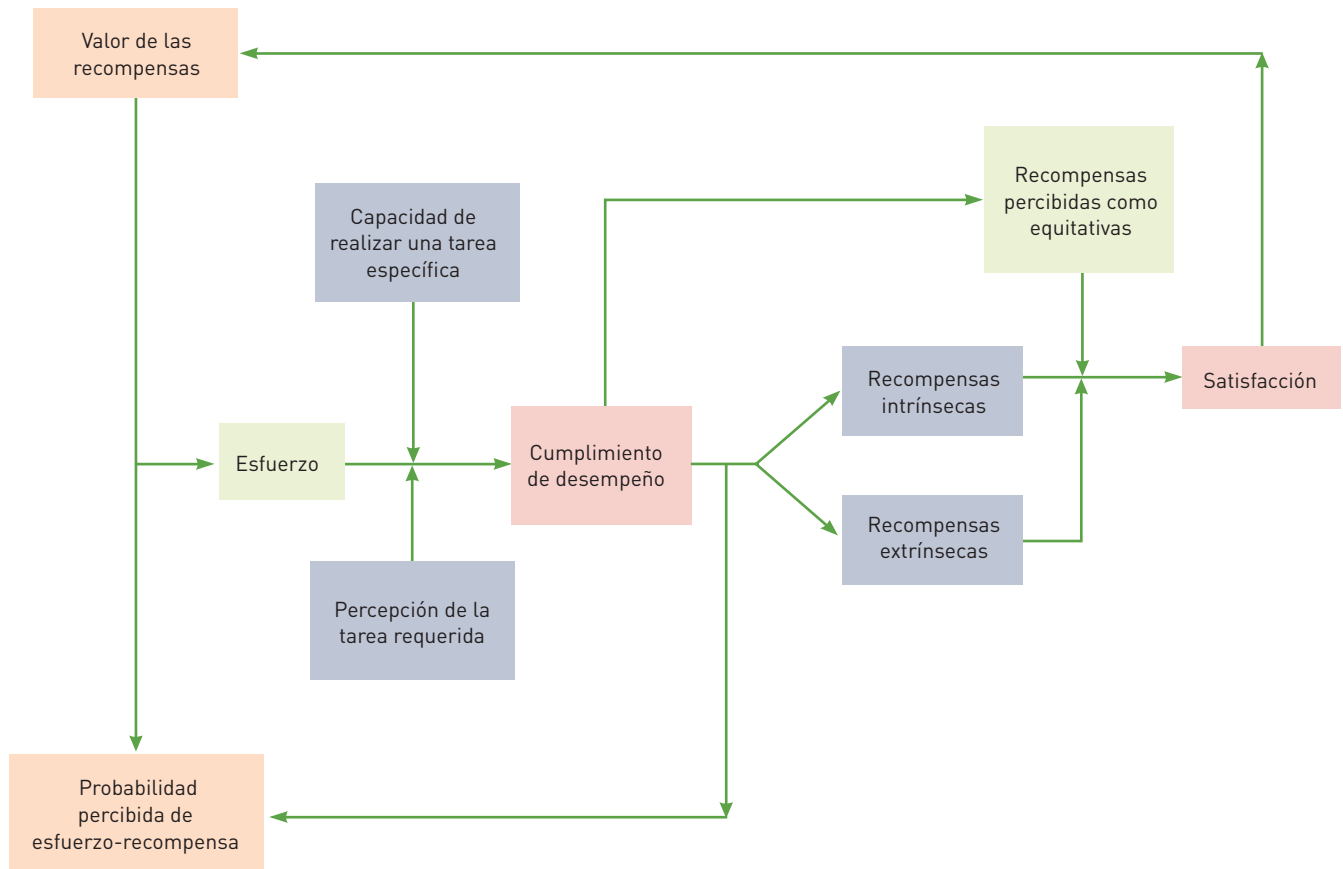 Valor de las
recompensas
Recompensas
percibidas como
equitativas
Capacidad de
realizar una tarea
específica
Recompensas
intrínsecas
Satisfacción
Esfuerzo
Cumplimiento
de desempeño
Recompensas
extrínsecas
Percepción de la
tarea requerida
Probabilidad
percibida de
esfuerzo-recompensa